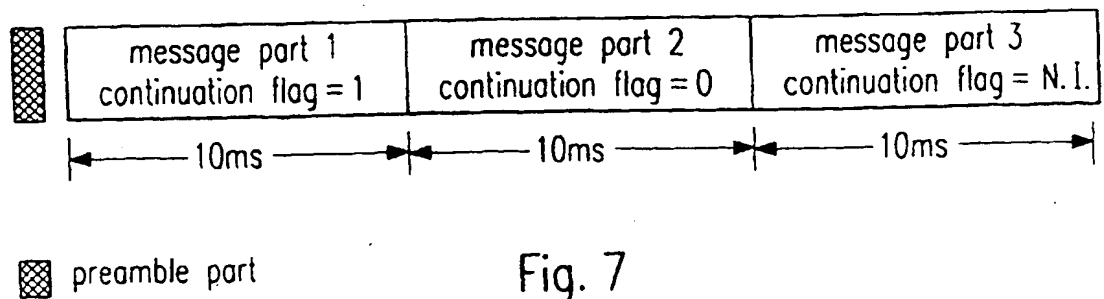 message part 1
continuation flag = 1
message part 2
continuation flag = 0
message part 3
continuation flag = N. I.
10ms
10ms
10ms
preamble part
Fig. 7